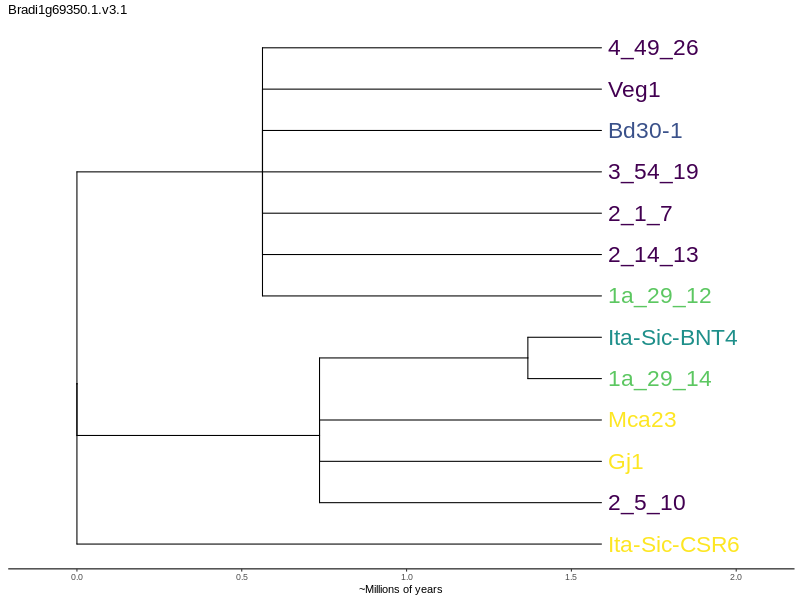 Bradi1g69350.1.v3.1
4_49_26
Veg1
Bd30-1
3_54_19
2_1_7
2_14_13
1a_29_12
Ita-Sic-BNT4
1a_29_14
Mca23
Gj1
2_5_10
Ita-Sic-CSR6
0.0 0.5 1.0 1.5 2.0
~Millions of years